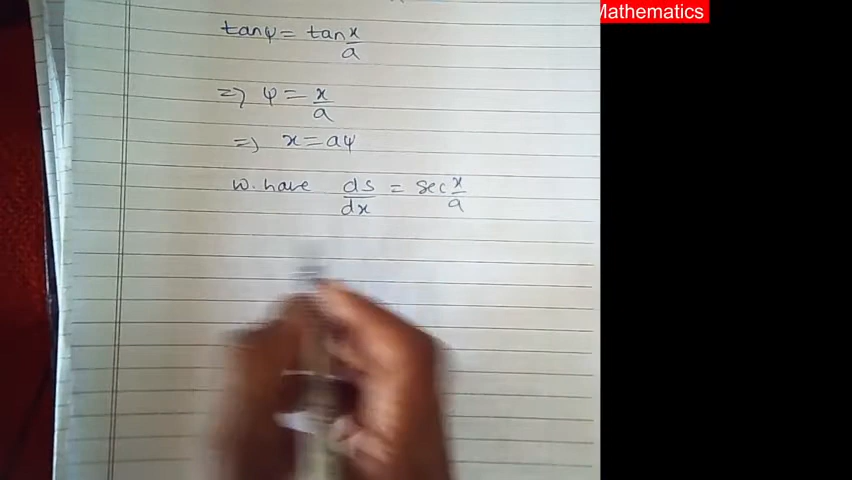 Mathematics
tanψ = tan x/a
=> ψ = x/a
=> x = aψ
w. have ds/dx = sec x/a